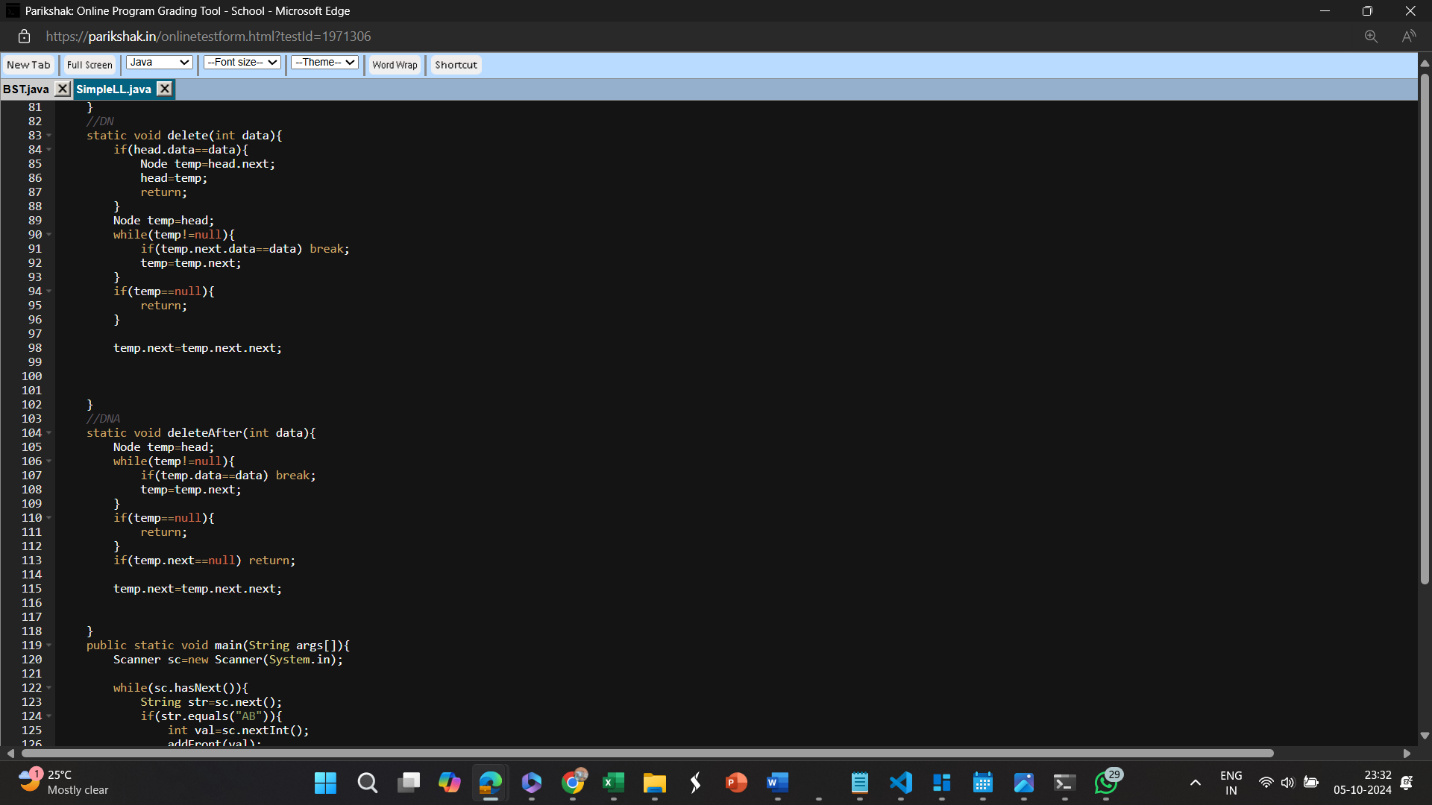 Parikshak: Online Program Grading Tool - School - Microsoft Edge
https://parikshak.in/onlinetestform.html?testId=1971306
New Tab Full Screen Java --Font size-- --Theme-- Word Wrap Shortcut
BST.java X SimpleLL.java X
81 }
82 //DN
83 static void delete(int data){
84 if(head.data==data){
85 Node temp=head.next;
86 head=temp;
87 return;
88 }
89 Node temp=head;
90 while(temp!=null){
91 if(temp.next.data==data) break;
92 temp=temp.next;
93 }
94 if(temp==null){
95 return;
96 }
97
98 temp.next=temp.next.next;
99
100
101
102 }
103 //DNA
104 static void deleteAfter(int data){
105 Node temp=head;
106 while(temp!=null){
107 if(temp.data==data) break;
108 temp=temp.next;
109 }
110 if(temp==null){
111 return;
112 }
113 if(temp.next==null) return;
114
115 temp.next=temp.next.next;
116
117
118 }
119 public static void main(String args[]){
120 Scanner sc=new Scanner(System.in);
121
122 while(sc.hasNext()){
123 String str=sc.next();
124 if(str.equals("AB")){
125 int val=sc.nextInt();
126 addFront(val);
1 25°C
Mostly clear
29
ENG
IN
23:32
05-10-2024